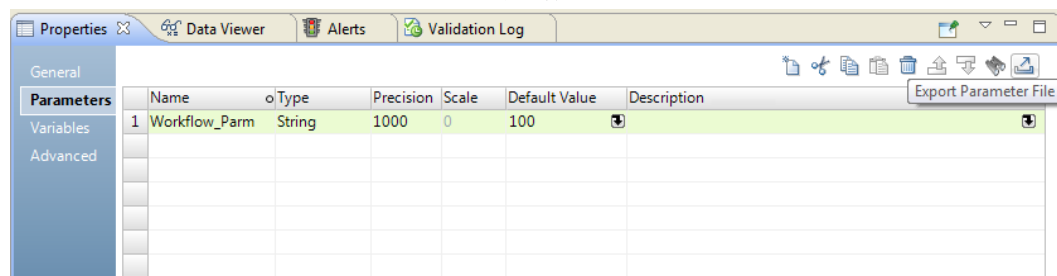 Properties Data Viewer Alerts Validation Log
General
Export Parameter File
Parameters Name Type Precision Scale Default Value Description
Variables 1 Workflow_Parm String 1000 0 100
Advanced